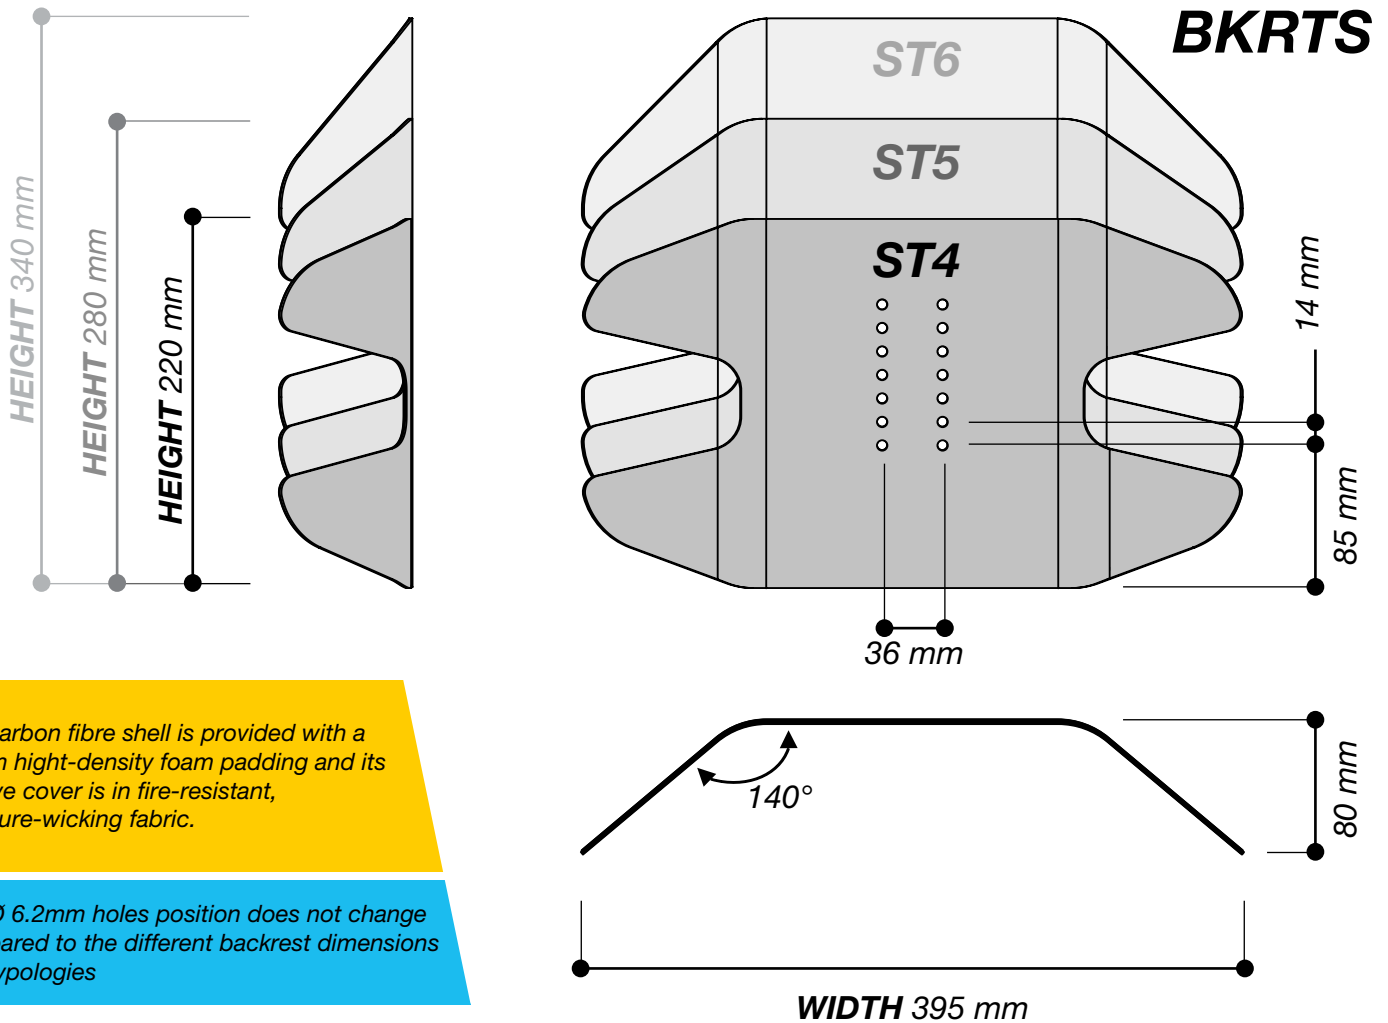 BKRTS
ST6
ST5
ST4
HEIGHT 340 mm
HEIGHT 280 mm
HEIGHT 220 mm
14 mm
85 mm
36 mm
140°
80 mm
WIDTH 395 mm
arbon fibre shell is provided with a
hight-density foam padding and its
cover is in fire-resistant,
ure-wicking fabric.
Ø 6.2mm holes position does not change
ared to the different backrest dimensions
ypologies